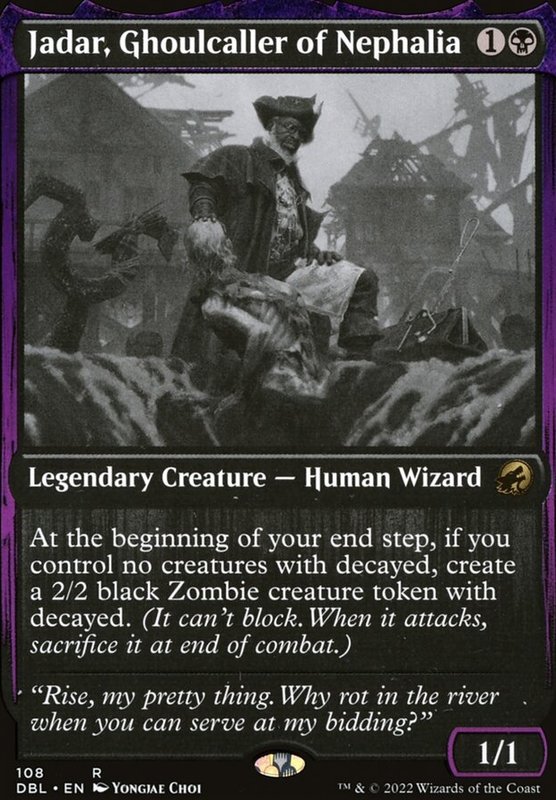 Jadar, Ghoulcaller of Nephalia 1
Legendary Creature — Human Wizard
At the beginning of your end step, if you
control no creatures with decayed, create
a 2/2 black Zombie creature token with
decayed. (It can't block. When it attacks,
sacrifice it at end of combat.)
“Rise, my pretty thing. Why rot in the river
when you can serve at my bidding?”
1/1
108 R
DBL • EN YONGJAE CHOI
™ & © 2022 Wizards of the Coast